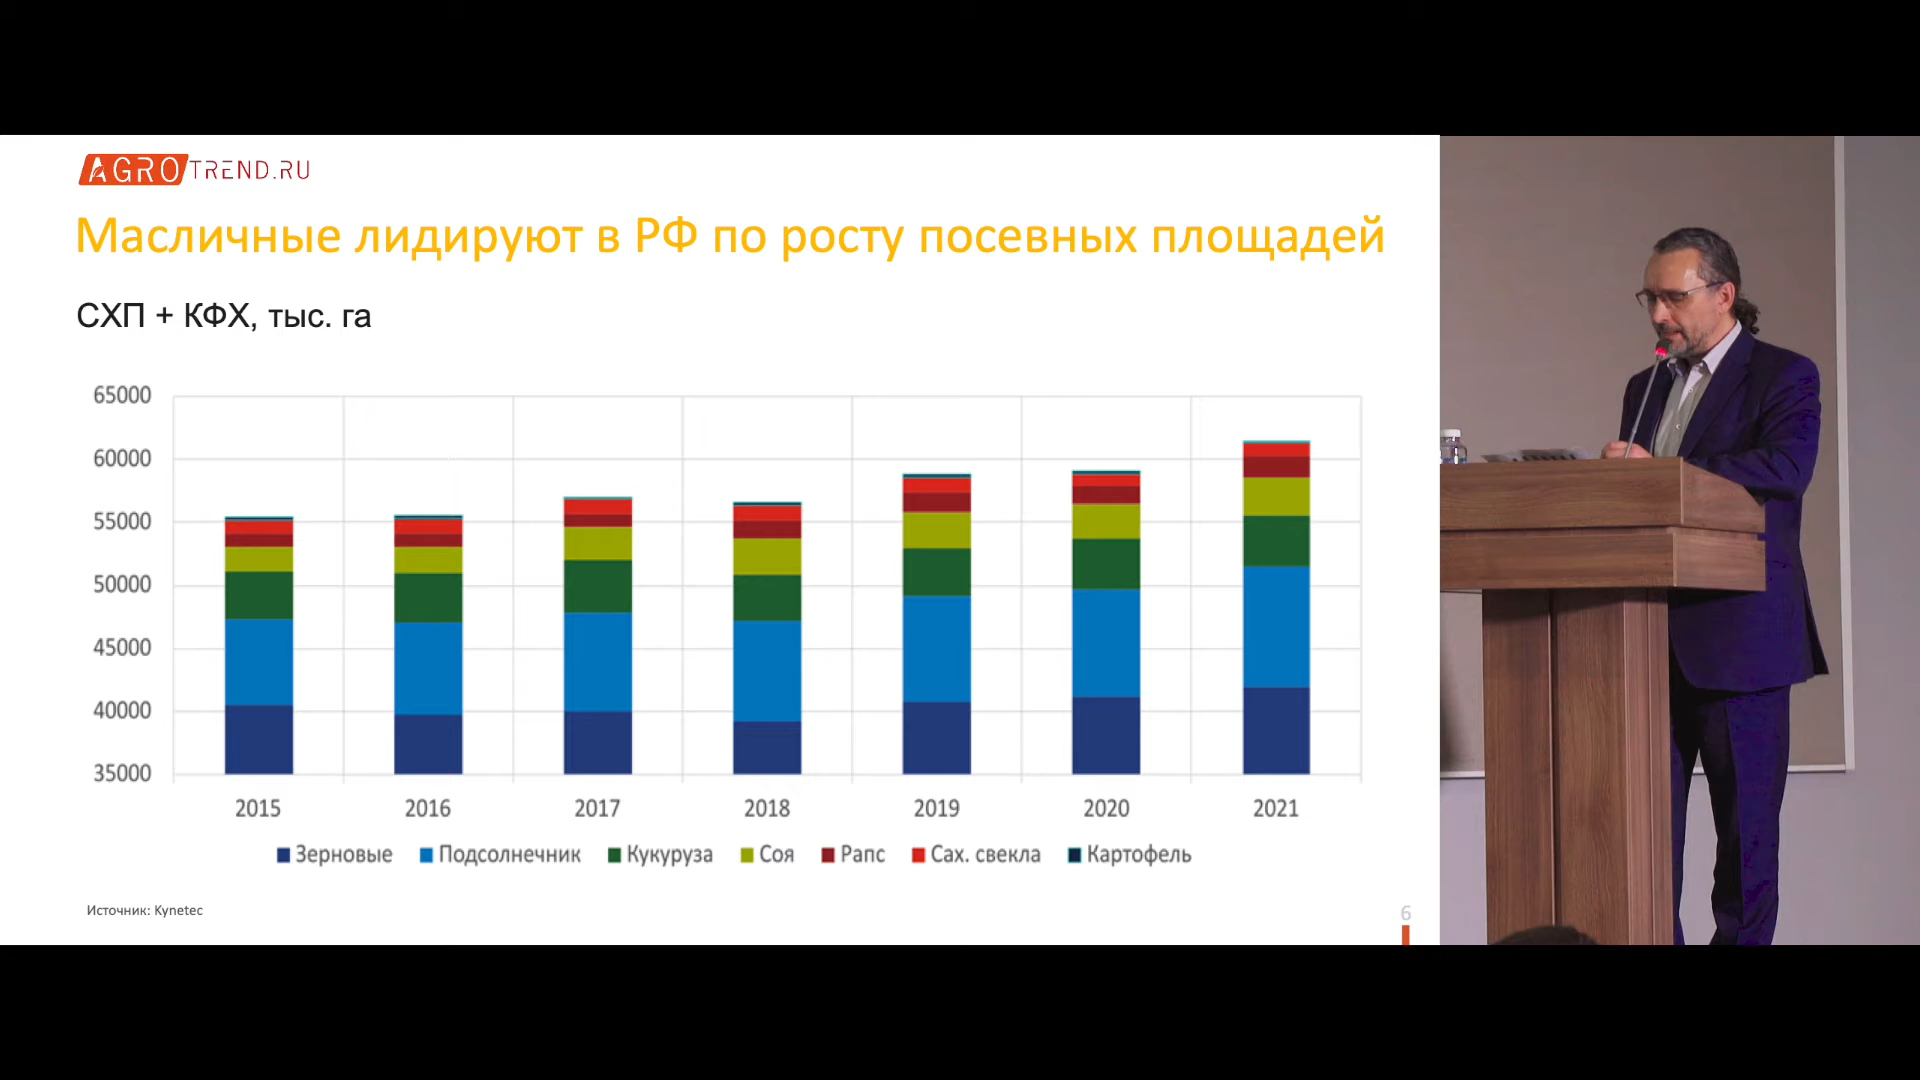 AGROTREND.RU
Масличные лидируют в РФ по росту посевных площадей
СХП + КФХ, тыс. га
65000
60000
55000
50000
45000
40000
35000
2015 2016 2017 2018 2019 2020 2021
Зерновые Подсолнечник Кукуруза Соя Рапс Сах. свекла Картофель
Источник: Kynetec
6